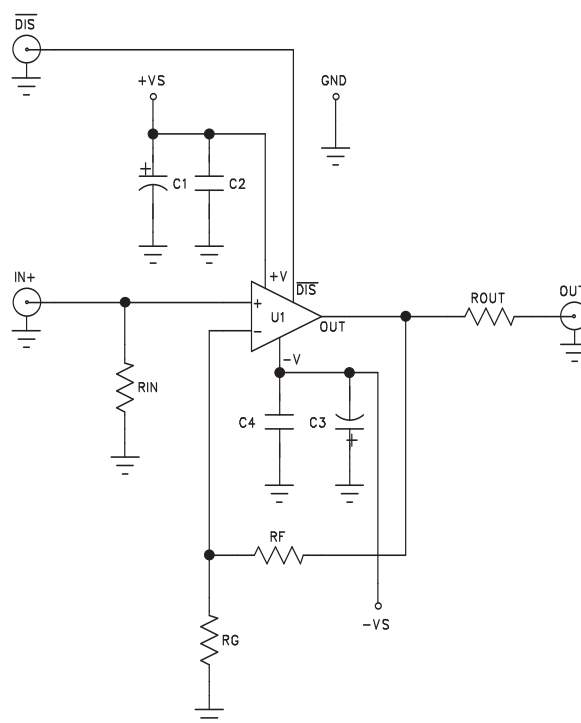 DIS
+VS
GND
+
C1
C2
IN+
+V
DIS
+
U1
−
OUT
ROUT
OUT
−V
RIN
C4
C3
+
RF
−VS
RG